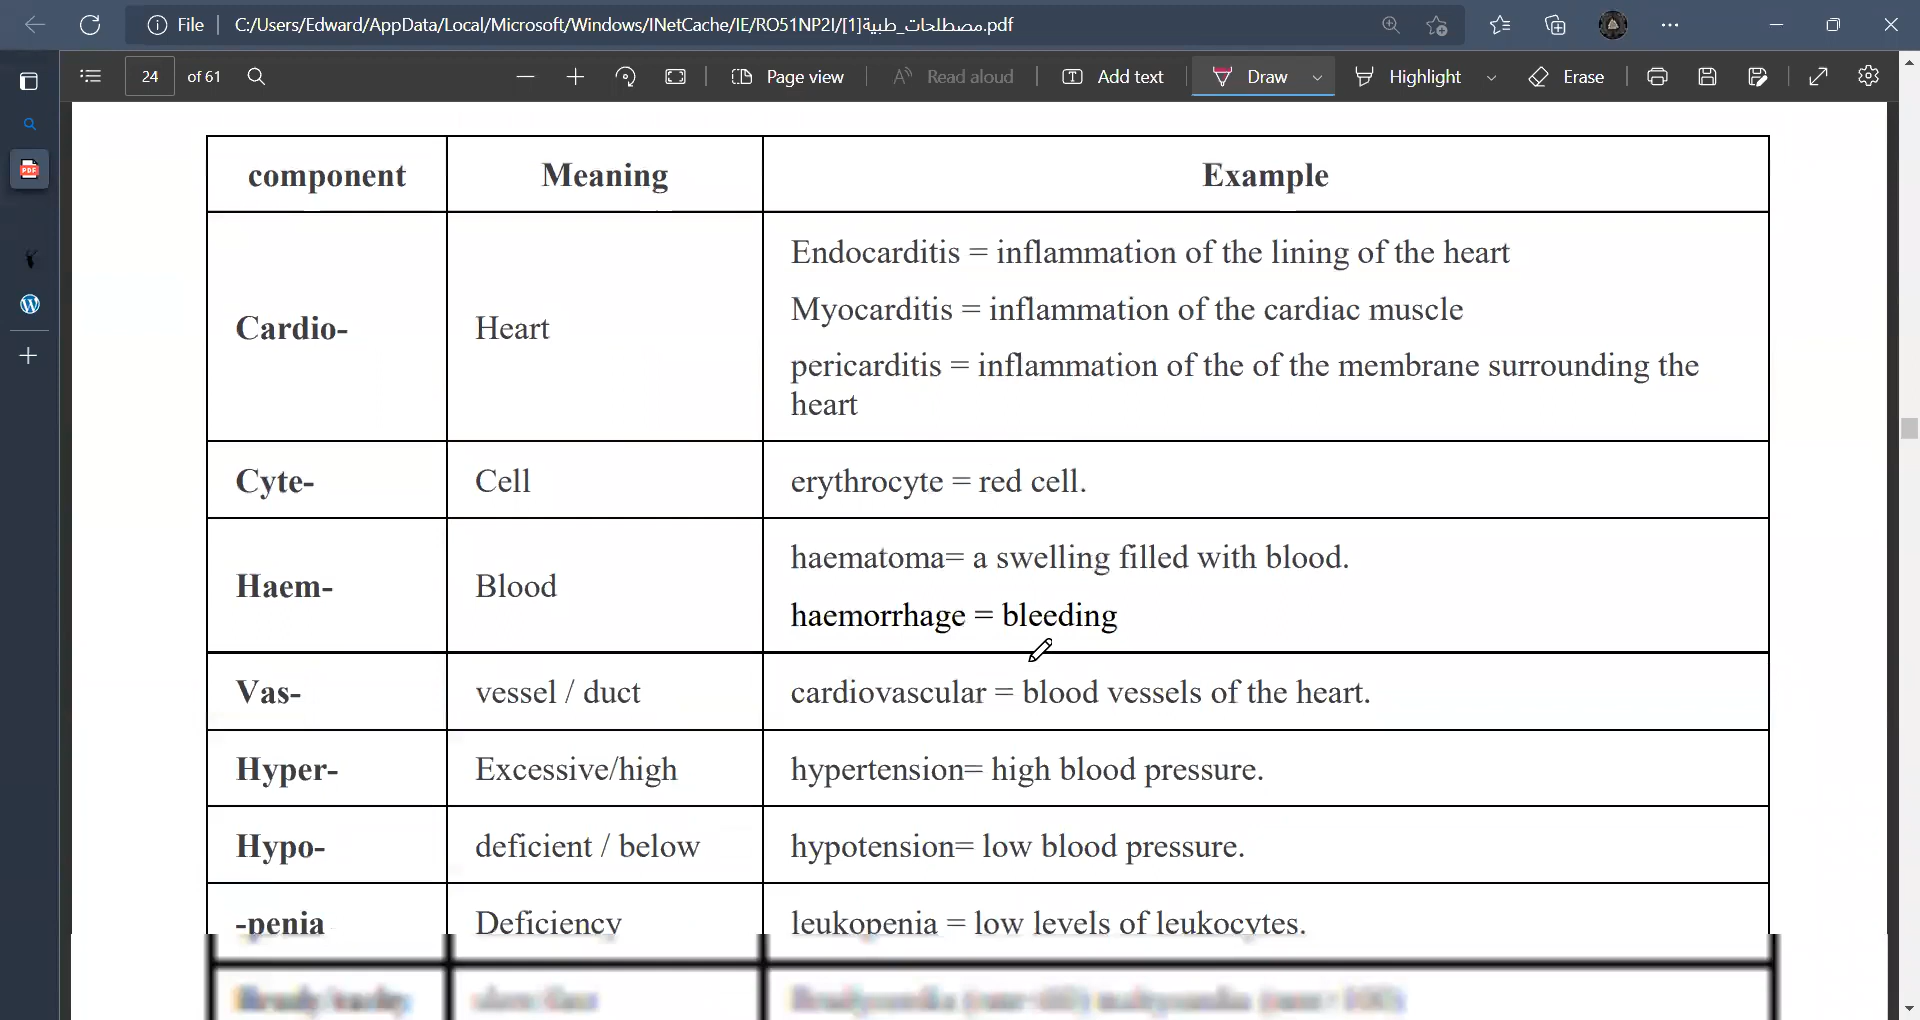 File
C:/Users/Edward/AppData/Local/Microsoft/Windows/INetCache/IE/RO51NP2I/[1]مصطلحات_طبية.pdf
24 of 61
Page view
Read aloud
Add text
Draw
Highlight
Erase
component Meaning Example
Cardio- Heart
Endocarditis = inflammation of the lining of the heart
Myocarditis = inflammation of the cardiac muscle
pericarditis = inflammation of the of the membrane surrounding the
heart
Cyte- Cell erythrocyte = red cell.
Haem- Blood
haematoma= a swelling filled with blood.
haemorrhage = bleeding
Vas- vessel / duct cardiovascular = blood vessels of the heart.
Hyper- Excessive/high hypertension= high blood pressure.
Hypo- deficient / below hypotension= low blood pressure.
-penia Deficiency leukopenia = low levels of leukocytes.